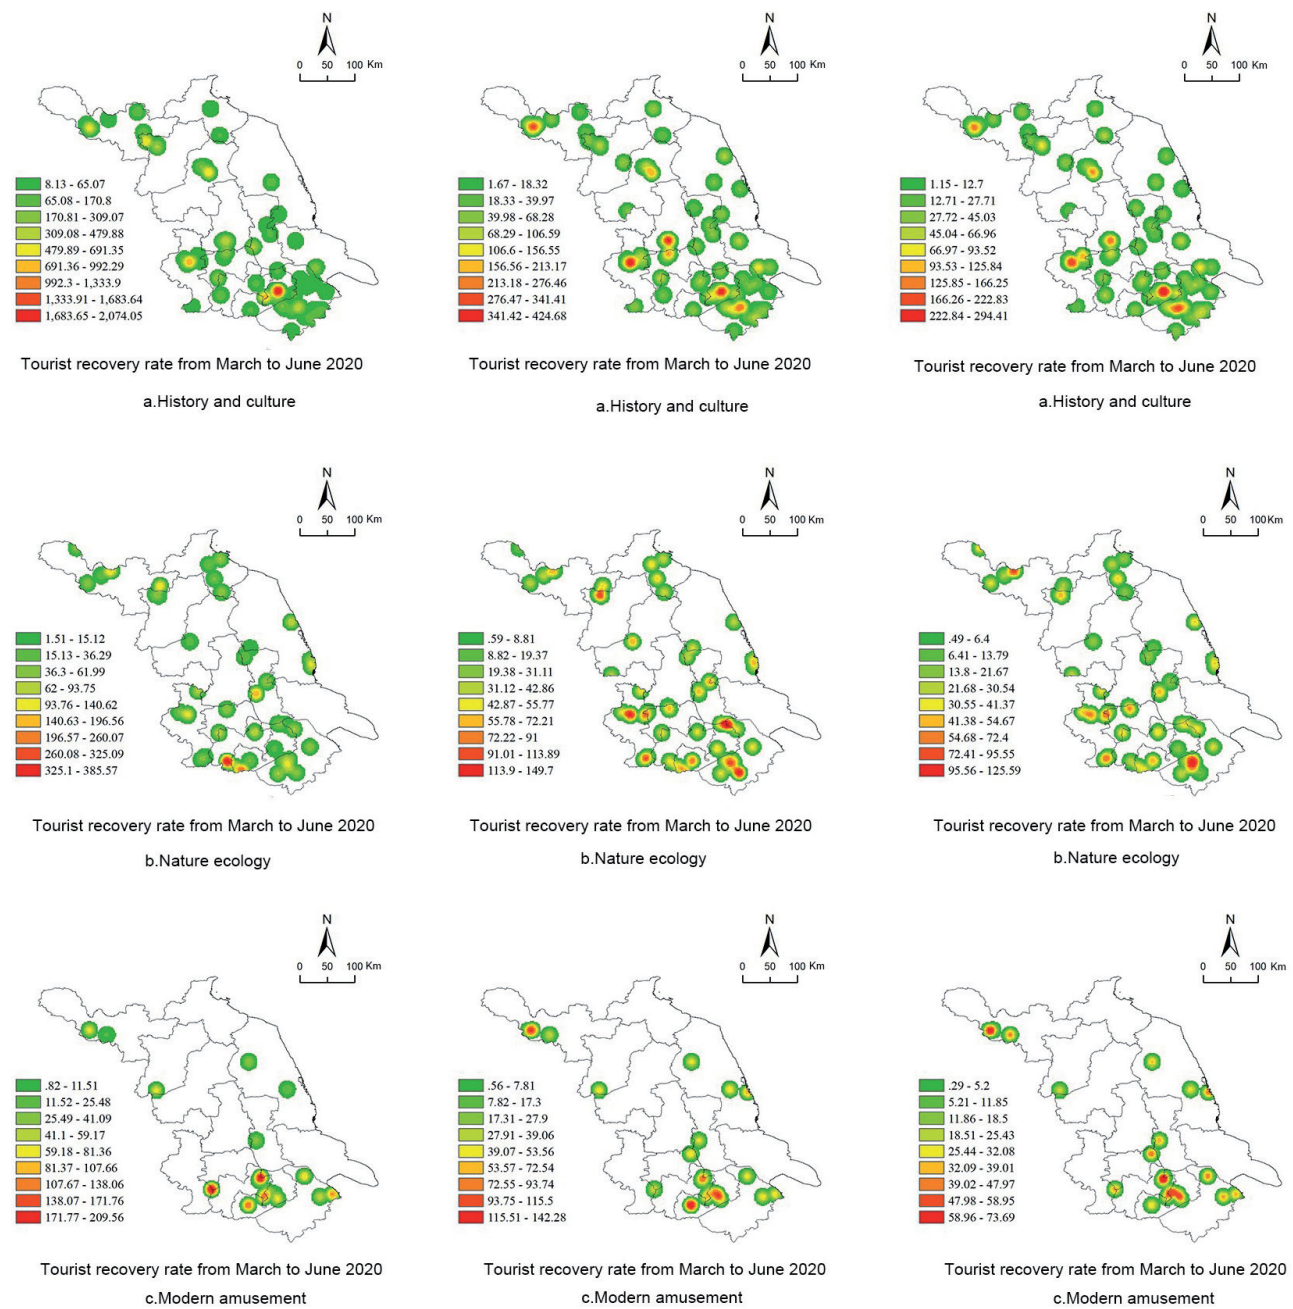 N
0 50 100 Km
8.13 - 65.07
65.08 - 170.8
170.81 - 309.07
309.08 - 479.88
479.89 - 691.35
691.36 - 992.29
992.3 - 1,333.9
1,333.91 - 1,683.64
1,683.65 - 2,074.05
Tourist recovery rate from March to June 2020
a.History and culture
N
0 50 100 Km
1.67 - 18.32
18.33 - 39.97
39.98 - 68.28
68.29 - 106.59
106.6 - 156.55
156.56 - 213.17
213.18 - 276.46
276.47 - 341.41
341.42 - 424.68
Tourist recovery rate from March to June 2020
a.History and culture
N
0 50 100 Km
1.15 - 12.7
12.71 - 27.71
27.72 - 45.03
45.04 - 66.96
66.97 - 93.52
93.53 - 125.84
125.85 - 166.25
166.26 - 222.83
222.84 - 294.41
Tourist recovery rate from March to June 2020
a.History and culture
N
0 50 100 Km
1.51 - 15.12
15.13 - 36.29
36.3 - 61.99
62 - 93.75
93.76 - 140.62
140.63 - 196.56
196.57 - 260.07
260.08 - 325.09
325.1 - 385.57
Tourist recovery rate from March to June 2020
b.Nature ecology
N
0 50 100 Km
.59 - 8.81
8.82 - 19.37
19.38 - 31.11
31.12 - 42.86
42.87 - 55.77
55.78 - 72.21
72.22 - 91
91.01 - 113.89
113.9 - 149.7
Tourist recovery rate from March to June 2020
b.Nature ecology
N
0 50 100Km
.49 - 6.4
6.41 - 13.79
13.8 - 21.67
21.68 - 30.54
30.55 - 41.37
41.38 - 54.67
54.68 - 72.4
72.41 - 95.55
95.56 - 125.59
Tourist recovery rate from March to June 2020
b.Nature ecology
N
0 50 100 Km
.82 - 11.51
11.52 - 25.48
25.49 - 41.09
41.1 - 59.17
59.18 - 81.36
81.37 - 107.66
107.67 - 138.06
138.07 - 171.76
171.77 - 209.56
Tourist recovery rate from March to June 2020
c.Modern amusement
N
0 50 100 Km
.56 - 7.81
7.82 - 17.3
17.31 - 27.9
27.91 - 39.06
39.07 - 53.56
53.57 - 72.54
72.55 - 93.74
93.75 - 115.5
115.51 - 142.28
Tourist recovery rate from March to June 2020
c.Modern amusement
N
0 50 100 Km
.29 - 5.2
5.21 - 11.85
11.86 - 18.5
18.51 - 25.43
25.44 - 32.08
32.09 - 39.01
39.02 - 47.97
47.98 - 58.95
58.96 - 73.69
Tourist recovery rate from March to June 2020
c.Modern amusement